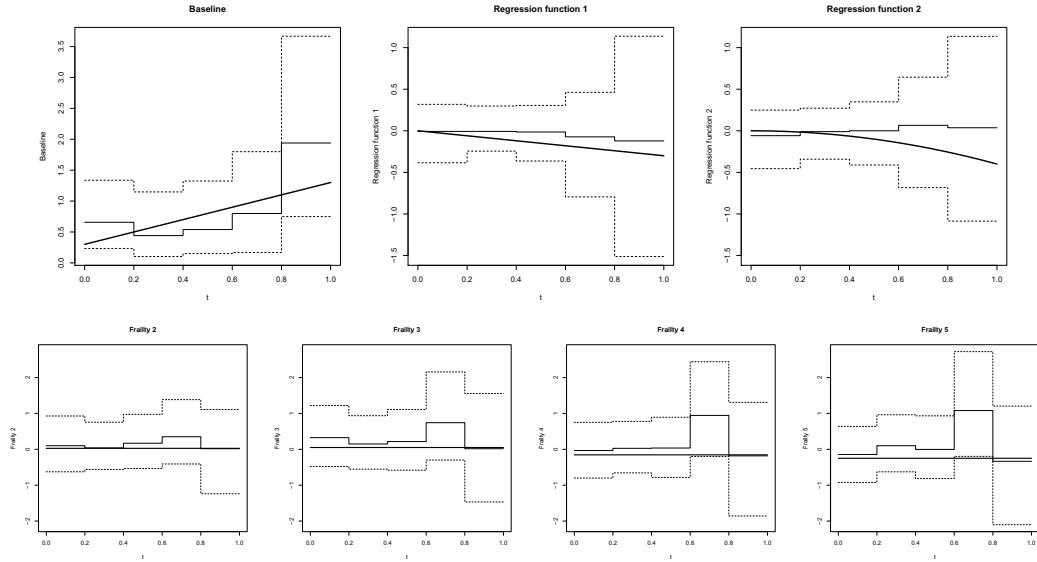 Baseline
Baseline
0.0 0.5 1.0 1.5 2.0 2.5 3.0 3.5
0.0 0.2 0.4 0.6 0.8 1.0
t
Regression function 1
Regression function 1
−1.5 −1.0 −0.5 0.0 0.5 1.0
0.0 0.2 0.4 0.6 0.8 1.0
t
Regression function 2
Regression function 2
−1.5 −1.0 −0.5 0.0 0.5 1.0
0.0 0.2 0.4 0.6 0.8 1.0
t
Frailty 2
Frailty 2
−2 −1 0 1 2
0.0 0.2 0.4 0.6 0.8 1.0
t
Frailty 3
Frailty 3
−2 −1 0 1 2
0.0 0.2 0.4 0.6 0.8 1.0
t
Frailty 4
Frailty 4
−2 −1 0 1 2
0.0 0.2 0.4 0.6 0.8 1.0
t
Frailty 5
Frailty 5
−2 −1 0 1 2
0.0 0.2 0.4 0.6 0.8 1.0
t